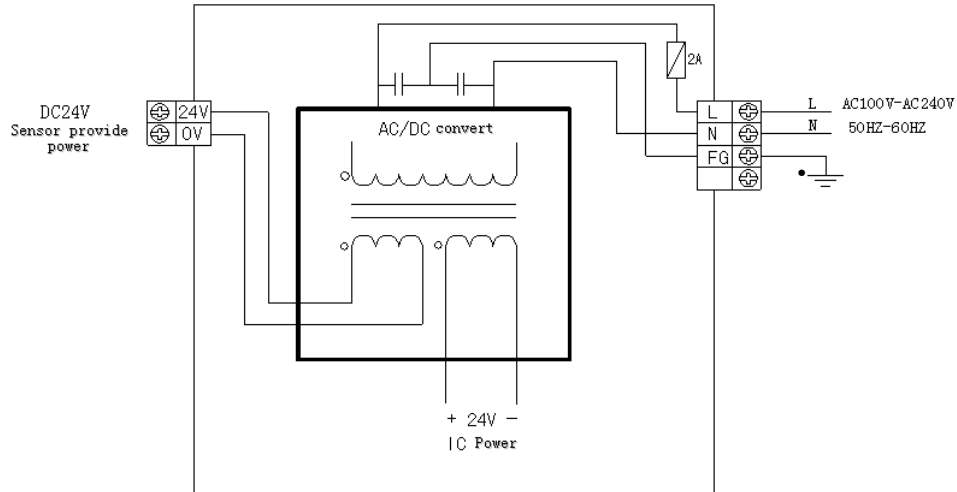 2A
DC24V
Sensor provide
power
24V
0V
AC/DC convert
L
N
FG
L AC100V-AC240V
N 50HZ-60HZ
+ 24V −
IC Power